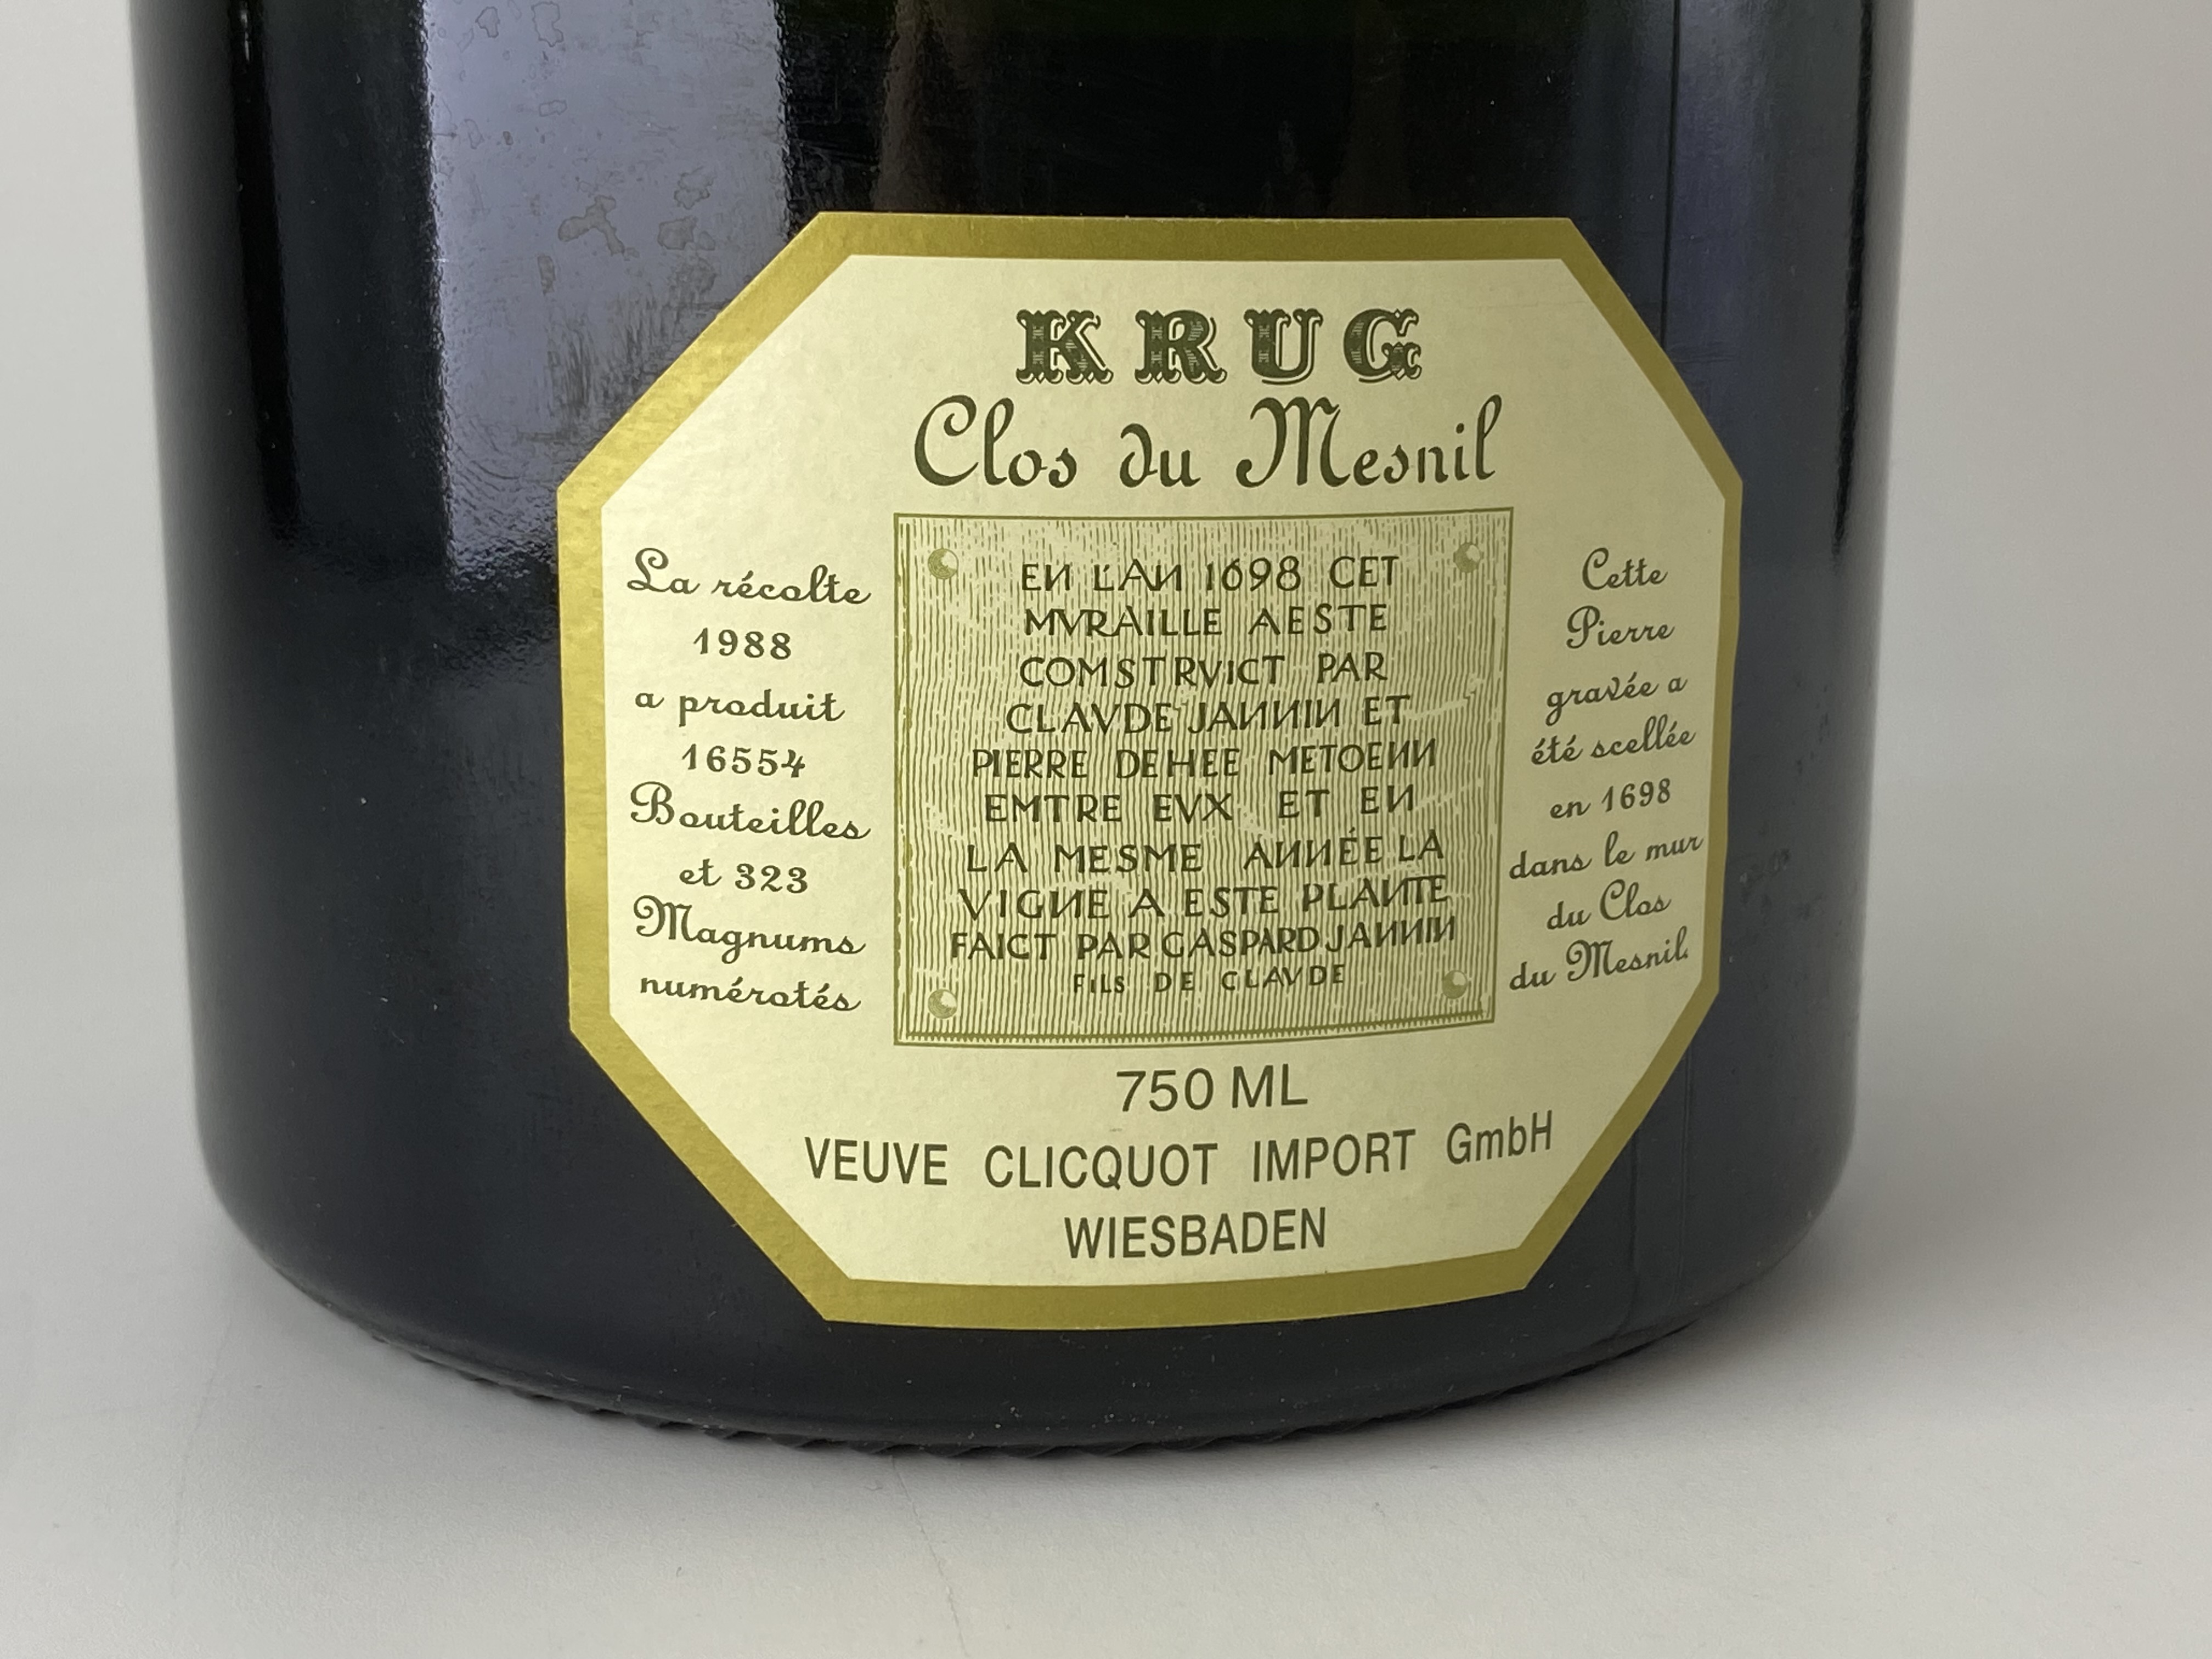 KRUG
Clos du Mesnil
La récolte
1988
a produit
16554
Bouteilles
et 323
Magnums
numérotés
EN L'AN 1698 CET
MVRAILLE AESTE
COMSTRVICT PAR
CLAVDE JANNIN ET
PIERRE DEHEE METOENN
EMTRE EVX ET EN
LA MESME ANNÉE LA
VIGNE A ESTE PLANTE
FAICT PAR GASPARD JANNIN
FILS DE CLAVDE
Cette
Pierre
gravée a
été scellée
en 1698
dans le mur
du Clos
du Mesnil.
750 ML
VEUVE CLICQUOT IMPORT GmbH
WIESBADEN